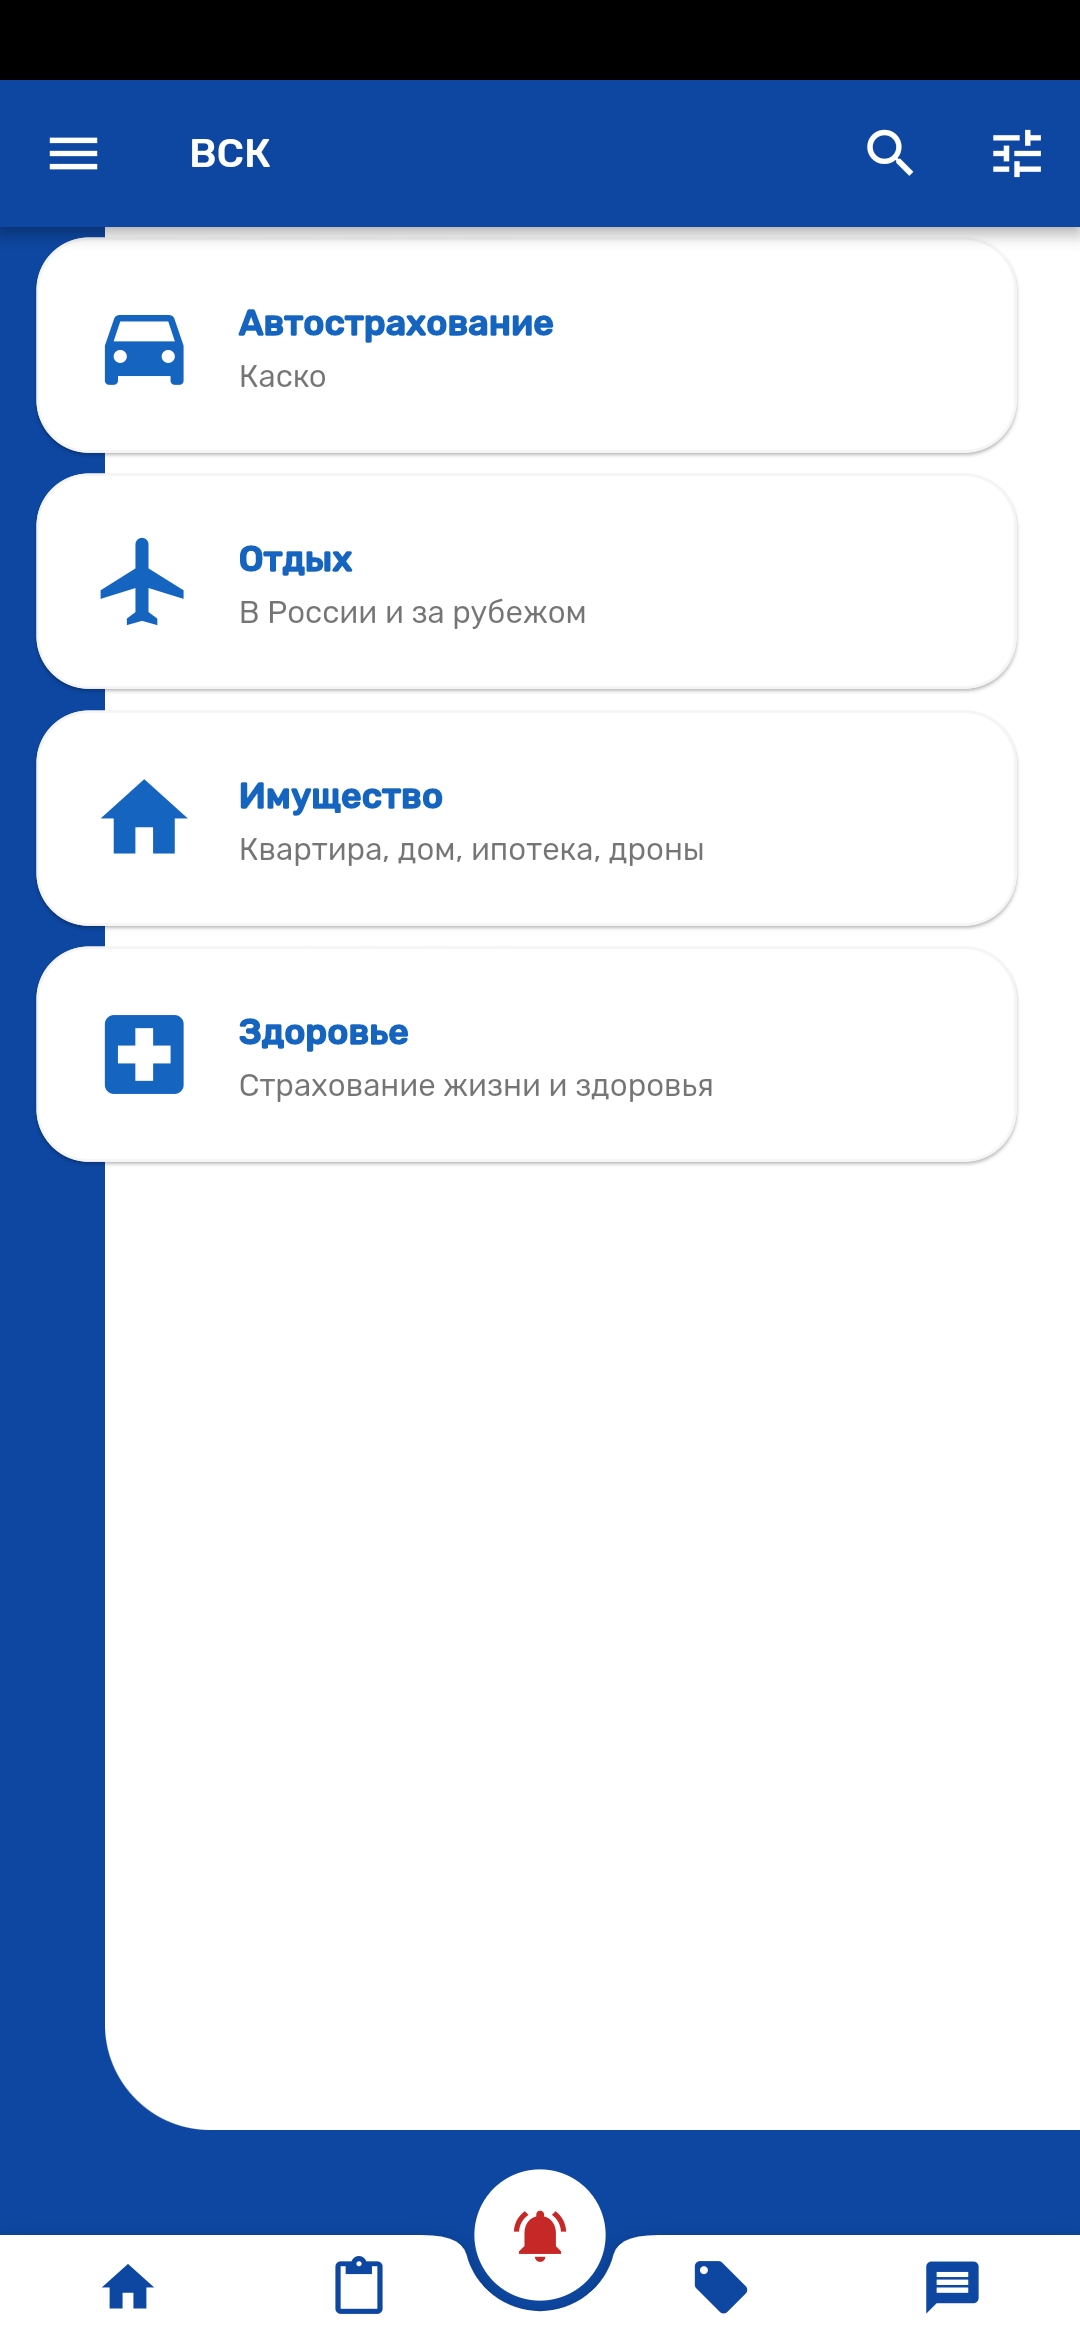 ВСК
Автострахование
Каско
Отдых
В России и за рубежом
Имущество
Квартира, дом, ипотека, дроны
Здоровье
Страхование жизни и здоровья